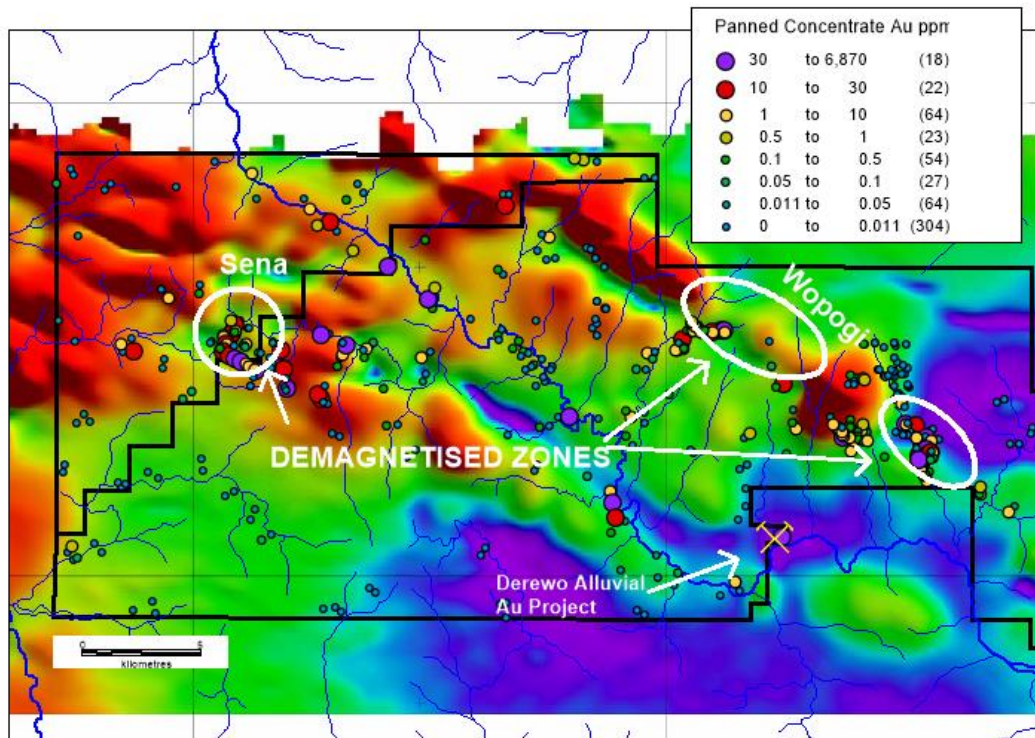 Panned Concentrate Au ppm
30 to 6,870 (18)
10 to 30 (22)
1 to 10 (64)
0.5 to 1 (23)
0.1 to 0.5 (54)
0.05 to 0.1 (27)
0.011 to 0.05 (64)
0 to 0.011 (304)
Sena
Wopogi
DEMAGNETISED ZONES
Derewo Alluvial
Au Project
0 5
kilometres